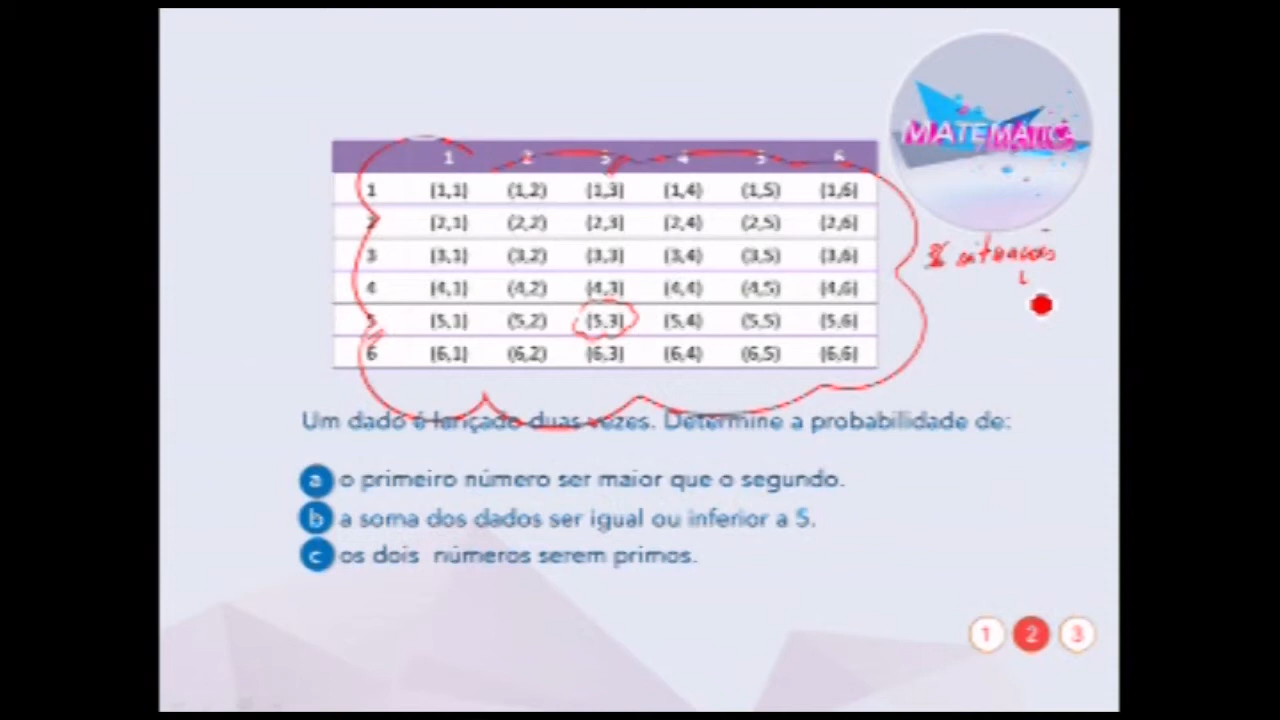 MATEMÁTICA
1 2 3 4 5 6
1 (1,1) (1,2) (1,3) (1,4) (1,5) (1,6)
2 (2,1) (2,2) (2,3) (2,4) (2,5) (2,6)
3 (3,1) (3,2) (3,3) (3,4) (3,5) (3,6)
4 (4,1) (4,2) (4,3) (4,4) (4,5) (4,6)
5 (5,1) (5,2) (5,3) (5,4) (5,5) (5,6)
6 (6,1) (6,2) (6,3) (6,4) (6,5) (6,6)
Um dado é lançado duas vezes. Determine a probabilidade de:
a o primeiro número ser maior que o segundo.
b a soma dos dados ser igual ou inferior a 5.
c os dois números serem primos.
1 2 3